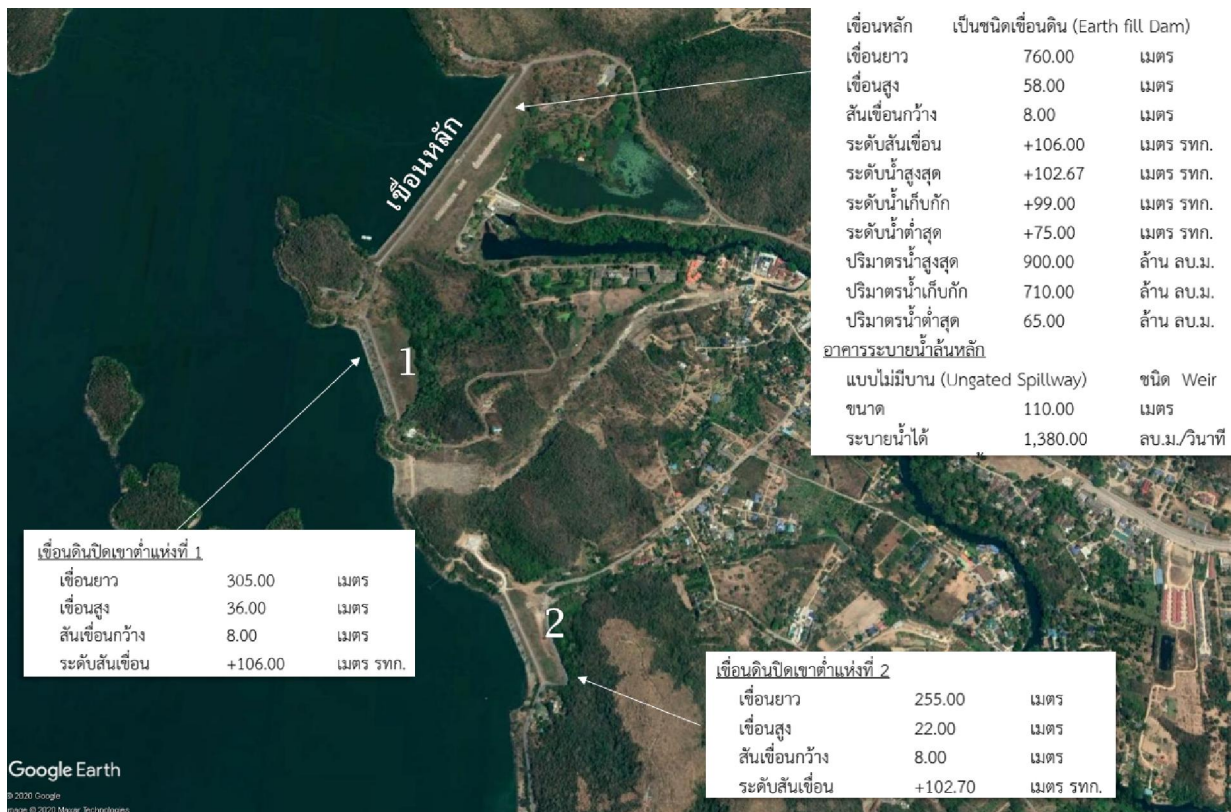 เขื่อนหลัก เป็นชนิดเขื่อนดิน (Earth fill Dam)
เขื่อนยาว 760.00 เมตร
เขื่อนสูง 58.00 เมตร
สันเขื่อนกว้าง 8.00 เมตร
ระดับสันเขื่อน +106.00 เมตร รทก.
ระดับน้ำสูงสุด +102.67 เมตร รทก.
ระดับน้ำเก็บกัก +99.00 เมตร รทก.
ระดับน้ำต่ำสุด +75.00 เมตร รทก.
ปริมาตรน้ำสูงสุด 900.00 ล้าน ลบ.ม.
ปริมาตรน้ำเก็บกัก 710.00 ล้าน ลบ.ม.
ปริมาตรน้ำต่ำสุด 65.00 ล้าน ลบ.ม.
อาคารระบายน้ำล้นหลัก
แบบไม่มีบาน (Ungated Spillway) ชนิด Weir
ขนาด 110.00 เมตร
ระบายน้ำได้ 1,380.00 ลบ.ม./วินาที
เขื่อนหลัก
1
เขื่อนดินปิดเขาต่ำแห่งที่ 1
เขื่อนยาว 305.00 เมตร
เขื่อนสูง 36.00 เมตร
สันเขื่อนกว้าง 8.00 เมตร
ระดับสันเขื่อน +106.00 เมตร รทก.
2
เขื่อนดินปิดเขาต่ำแห่งที่ 2
เขื่อนยาว 255.00 เมตร
เขื่อนสูง 22.00 เมตร
สันเขื่อนกว้าง 8.00 เมตร
ระดับสันเขื่อน +102.70 เมตร รทก.
Google Earth
© 2020 Google
Image © 2020 Maxar Technologies